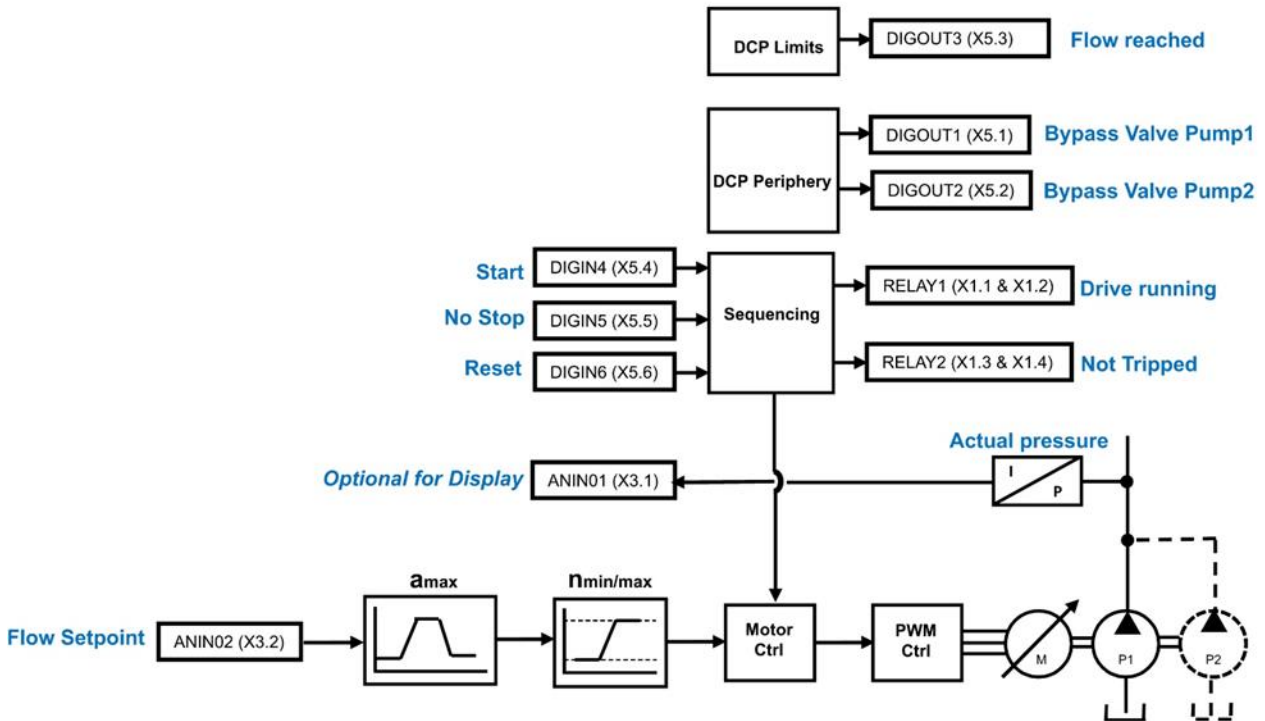 DCP Limits
DIGOUT3 (X5.3)
Flow reached
DCP Periphery
DIGOUT1 (X5.1)
Bypass Valve Pump1
DIGOUT2 (X5.2)
Bypass Valve Pump2
Start
DIGIN4 (X5.4)
No Stop
DIGIN5 (X5.5)
Reset
DIGIN6 (X5.6)
Sequencing
RELAY1 (X1.1 & X1.2)
Drive running
RELAY2 (X1.3 & X1.4)
Not Tripped
Actual pressure
Optional for Display
ANIN01 (X3.1)
I
P
amax
nmin/max
Flow Setpoint
ANIN02 (X3.2)
Motor
Ctrl
PWM
Ctrl
M
P1
P2